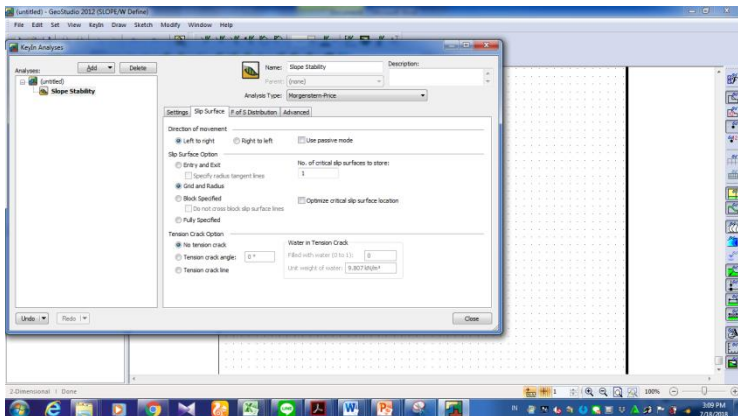 (untitled) - GeoStudio 2012 (SLOPE/W Define)
File Edit Set View KeyIn Draw Sketch Modify Window Help
KeyIn Analyses
Analyses:
Add
Delete
(untitled)
Slope Stability
Name: Slope Stability
Description:
Parent: (none)
Analysis Type: Morgenstern-Price
Settings Slip Surface F of S Distribution Advanced
Direction of movement
Left to right Right to left Use passive mode
Slip Surface Option
Entry and Exit
Specify radius tangent lines
Grid and Radius
Block Specified
Do not cross block slip surface lines
Fully Specified
No. of critical slip surfaces to store:
1
Optimize critical slip surface location
Tension Crack Option
No tension crack
Tension crack angle: 0 °
Tension crack line
Water in Tension Crack
Filled with water (0 to 1): 0
Unit weight of water: 9.807 kN/m³
Undo Redo Close
2-Dimensional Done
1 100%
IN
3:09 PM
7/18/2018